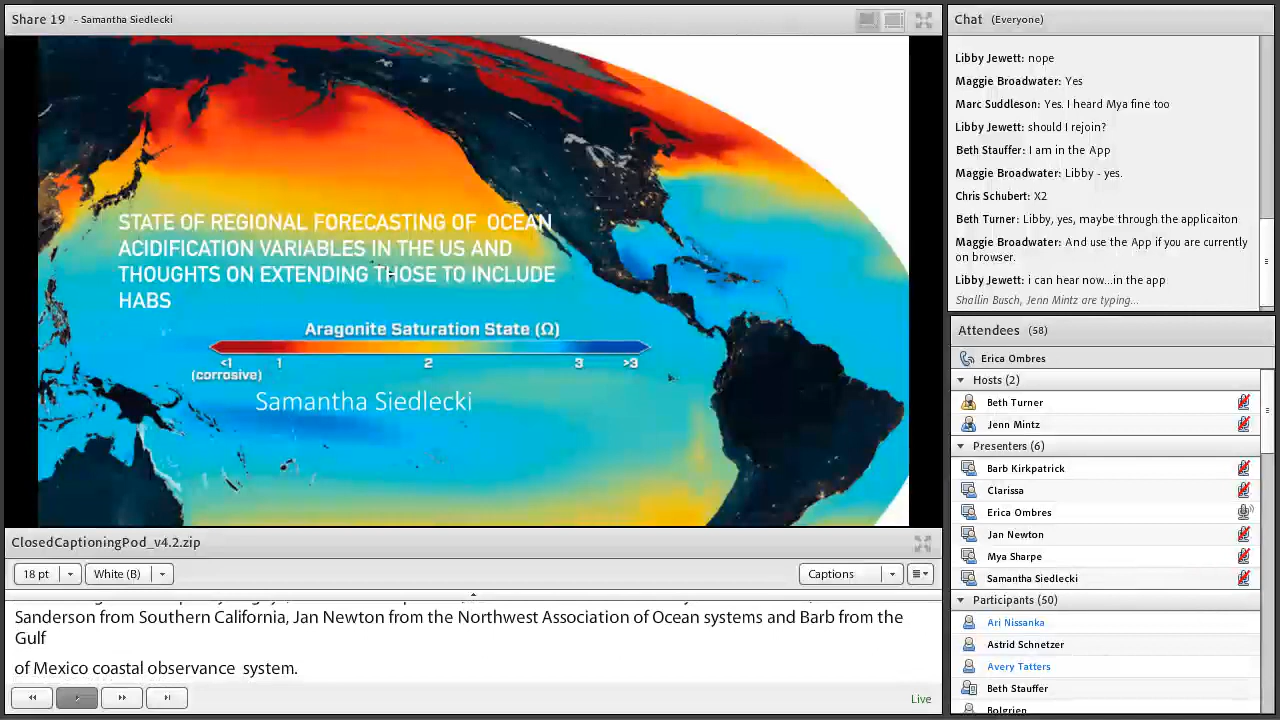 Share 19 - Samantha Siedlecki
STATE OF REGIONAL FORECASTING OF OCEAN
ACIDIFICATION VARIABLES IN THE US AND
THOUGHTS ON EXTENDING THOSE TO INCLUDE
HABS
Aragonite Saturation State (Ω)
<1 1 2 3 >3
(corrosive)
Samantha Siedlecki
ClosedCaptioningPod_v4.2.zip
18 pt White (B) Captions
Sanderson from Southern California, Jan Newton from the Northwest Association of Ocean systems and Barb from the
Gulf
of Mexico coastal observance system.
Live
Chat (Everyone)
Libby Jewett: nope
Maggie Broadwater: Yes
Marc Suddleson: Yes. I heard Mya fine too
Libby Jewett: should I rejoin?
Beth Stauffer: I am in the App
Maggie Broadwater: Libby - yes.
Chris Schubert: X2
Beth Turner: Libby, yes, maybe through the application
Maggie Broadwater: And use the App if you are currently
on browser.
Libby Jewett: i can hear now...in the app
Shallin Busch, Jenn Mintz are typing...
Attendees (58)
Erica Ombres
Hosts (2)
Beth Turner
Jenn Mintz
Presenters (6)
Barb Kirkpatrick
Clarissa
Erica Ombres
Jan Newton
Mya Sharpe
Samantha Siedlecki
Participants (50)
Ari Nissanka
Astrid Schnetzer
Avery Tatters
Beth Stauffer
Bolgrien